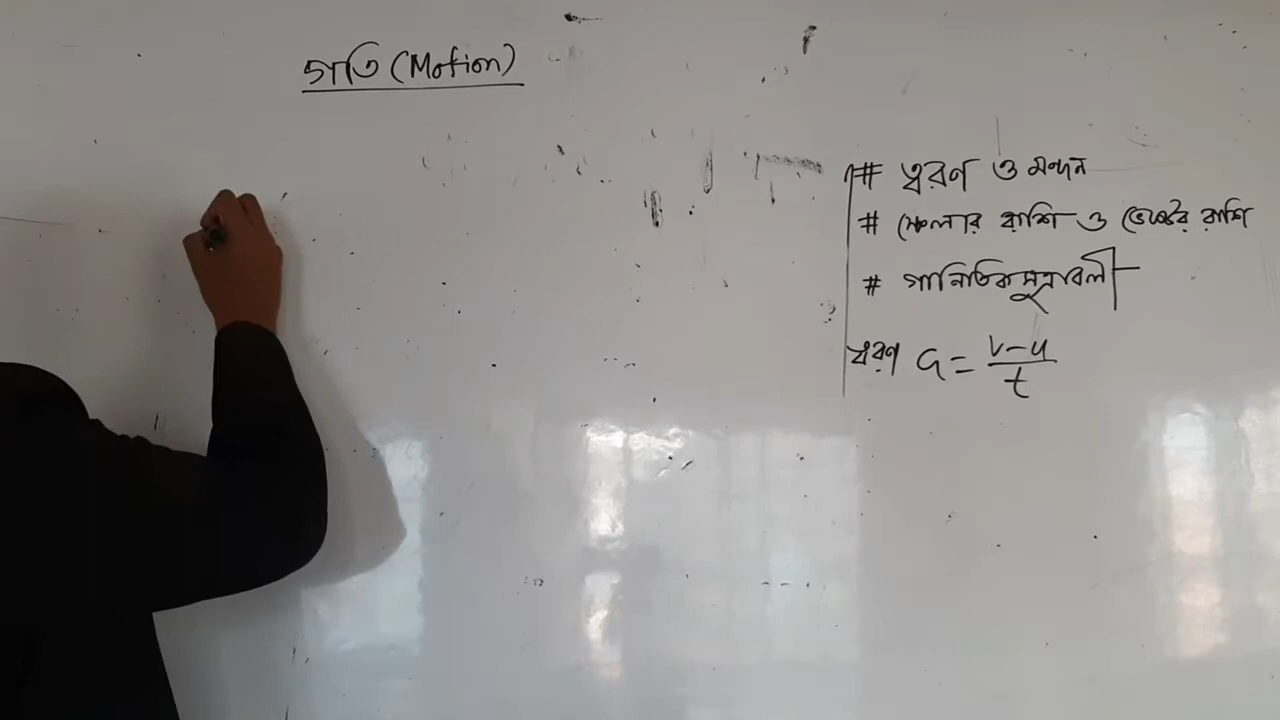 গতি (Motion)
# ত্বরণ ও মন্দন
# স্কেলার রাশি ও ভেক্টর রাশি
# গানিতিক সূত্রাবলী
ত্বরণ a = v-u/t